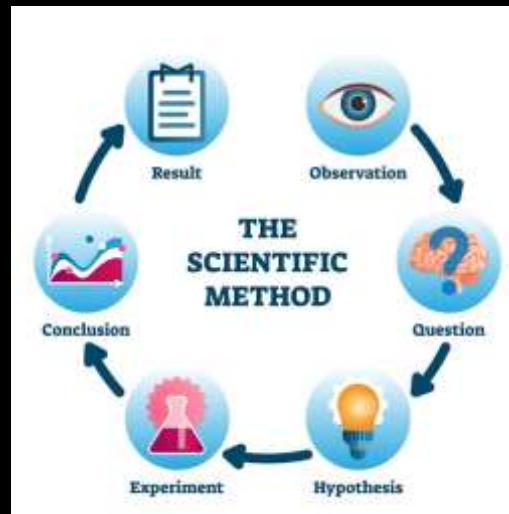 Result
Observation
THE
SCIENTIFIC
METHOD
Conclusion
Question
Experiment
Hypothesis